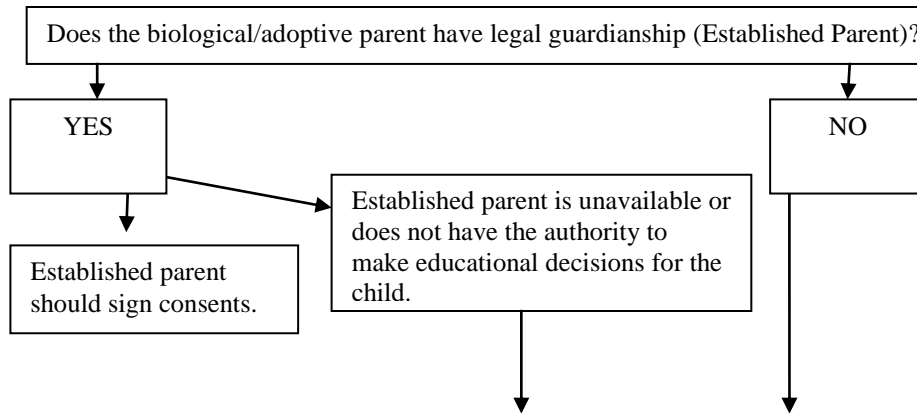 Does the biological/adoptive parent have legal guardianship (Established Parent)?
YES
NO
Established parent is unavailable or
does not have the authority to
make educational decisions for the
child.
Established parent
should sign consents.